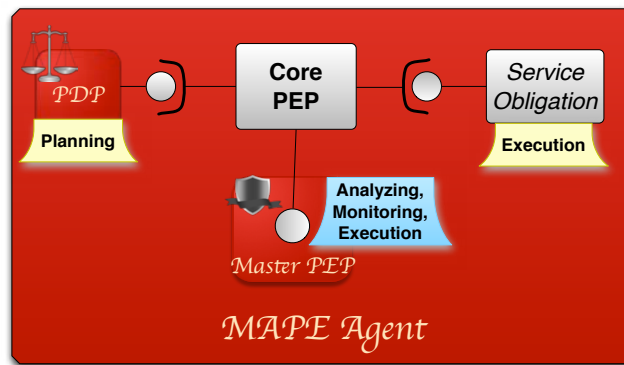 PDP
Planning
Core
PEP
Service
Obligation
Execution
Analyzing,
Monitoring,
Execution
Master PEP
MAPE Agent